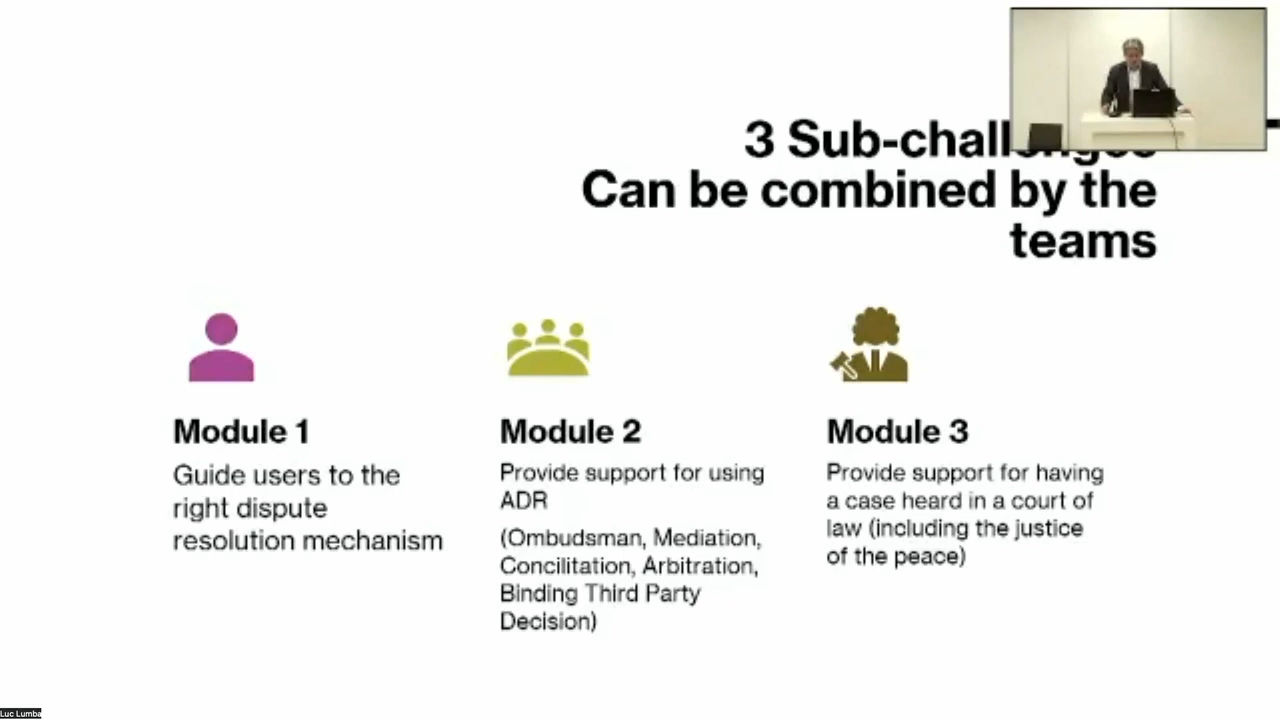 3 Sub-challenges
Can be combined by the
teams
Module 1
Guide users to the
right dispute
resolution mechanism
Module 2
Provide support for using
ADR
(Ombudsman, Mediation,
Concilitation, Arbitration,
Binding Third Party
Decision)
Module 3
Provide support for having
a case heard in a court of
law (including the justice
of the peace)
Luc Lumba